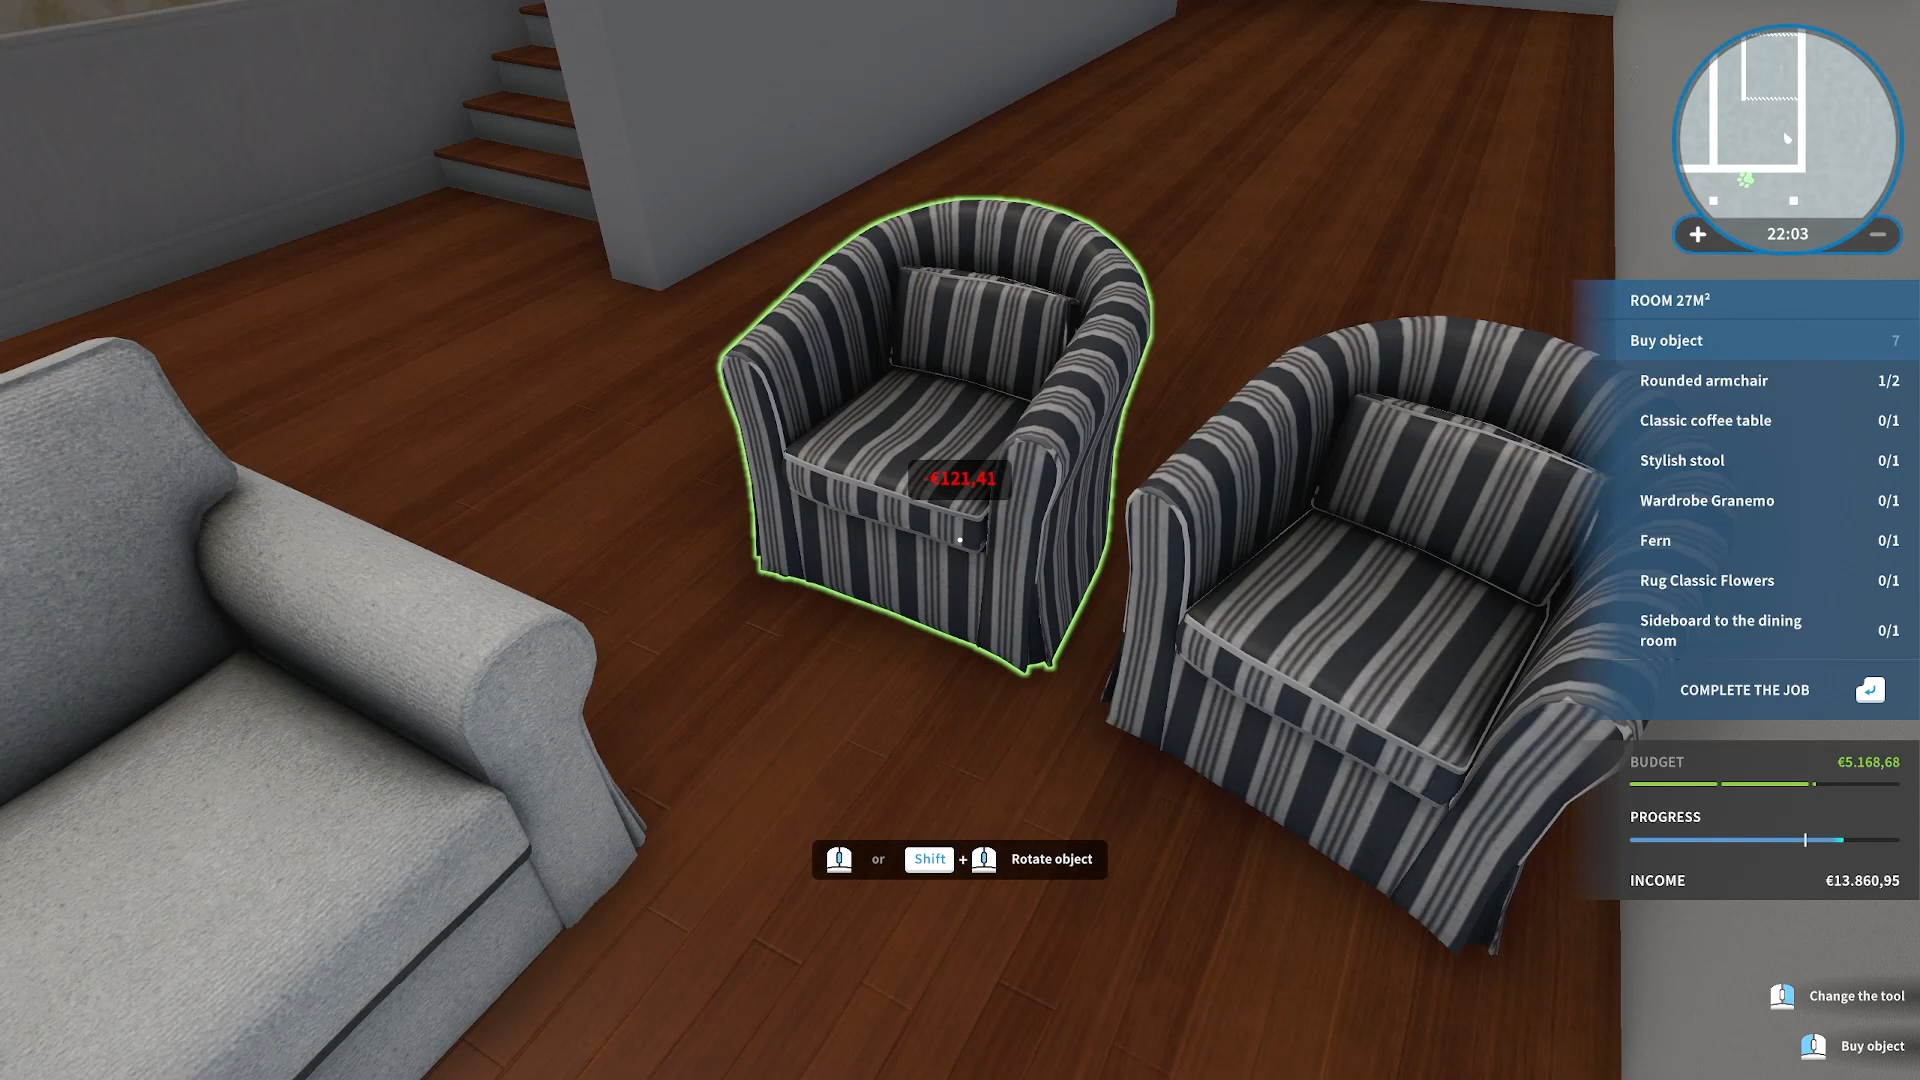 22:03
ROOM 27M²
Buy object 7
Rounded armchair 1/2
Classic coffee table 0/1
Stylish stool 0/1
Wardrobe Granemo 0/1
Fern 0/1
Rug Classic Flowers 0/1
Sideboard to the dining
room 0/1
COMPLETE THE JOB
-€121,41
BUDGET €5.168,68
PROGRESS
INCOME €13.860,95
or Shift + Rotate object
Change the tool
Buy object